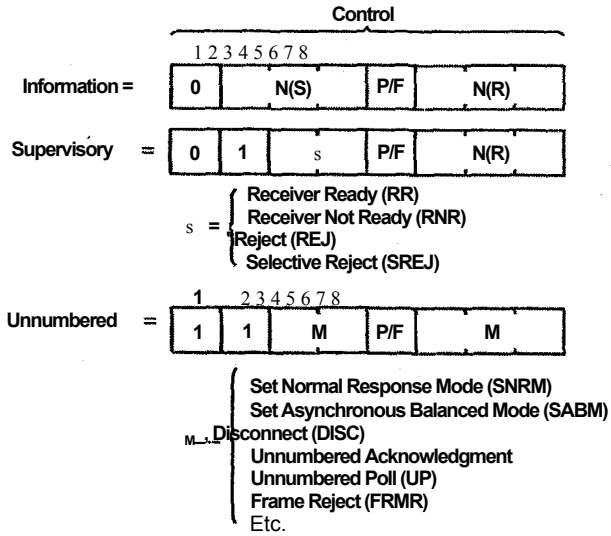 Control
1 2 3 4 5 6 7 8
Information = 0 N(S) P/F N(R)
Supervisory = 0 1 s P/F N(R)
Receiver Ready (RR)
Receiver Not Ready (RNR)
s = Reject (REJ)
Selective Reject (SREJ)
1 2 3 4 5 6 7 8
Unnumbered = 1 1 M P/F M
Set Normal Response Mode (SNRM)
Set Asynchronous Balanced Mode (SABM)
M Disconnect (DISC)
Unnumbered Acknowledgment
Unnumbered Poll (UP)
Frame Reject (FRMR)
Etc.